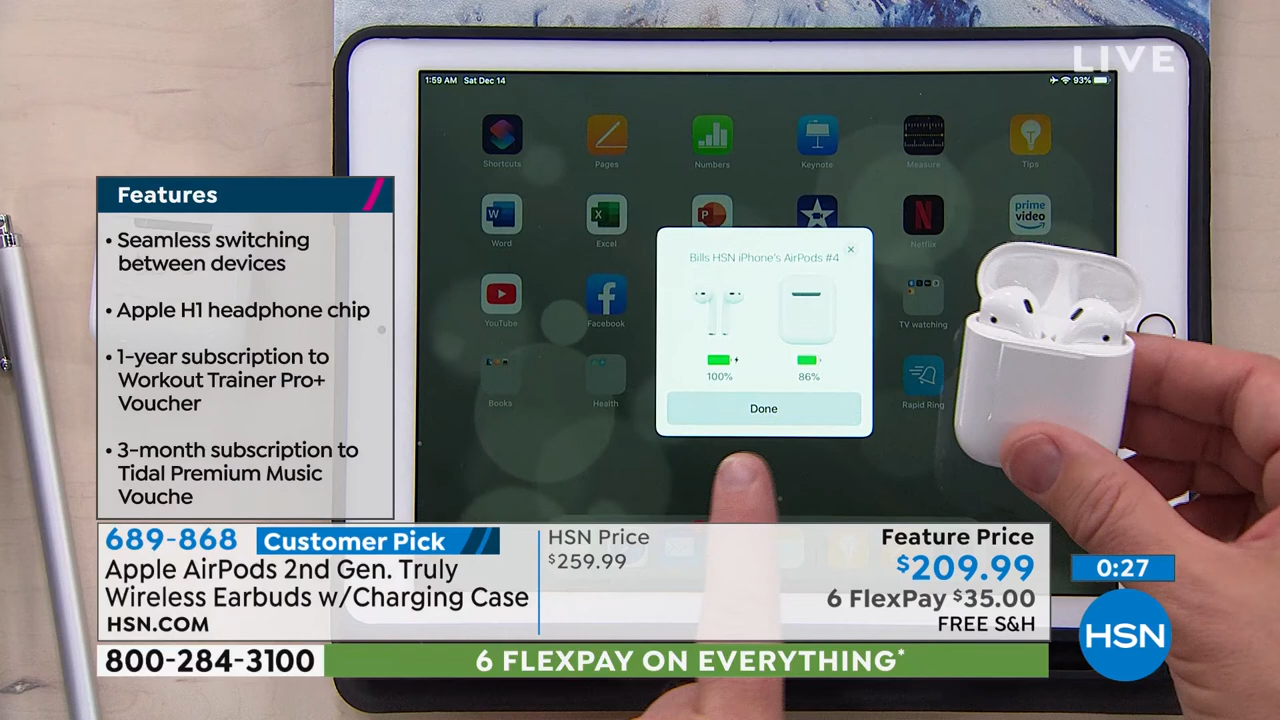 LIVE
1:59 AM Sat Dec 14
93%
Shortcuts
Pages
Numbers
Keynote
Measure
Tips
prime video
Word
Excel
Netflix
YouTube
Facebook
TV watching
Books
Health
Rapid Ring
Bills HSN iPhone's AirPods #4
100%
86%
Done
Features
• Seamless switching
between devices
• Apple H1 headphone chip
• 1-year subscription to
Workout Trainer Pro+
Voucher
• 3-month subscription to
Tidal Premium Music
Vouche
689-868 Customer Pick
Apple AirPods 2nd Gen. Truly
Wireless Earbuds w/Charging Case
HSN.COM
HSN Price
$259.99
Feature Price
$209.99
6 FlexPay $35.00
FREE S&H
0:27
HSN
800-284-3100
6 FLEXPAY ON EVERYTHING*